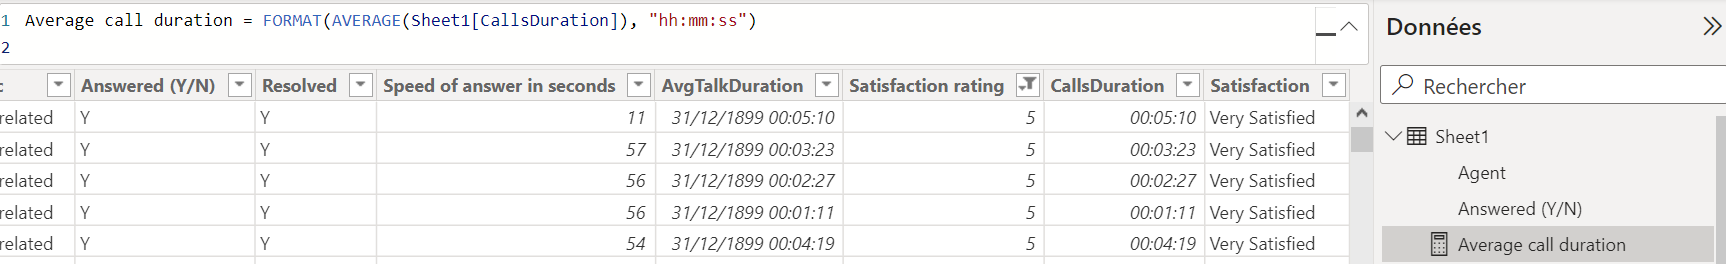 1 Average call duration = FORMAT(AVERAGE(Sheet1[CallsDuration]), "hh:mm:ss")
2
c Answered (Y/N) Resolved Speed of answer in seconds AvgTalkDuration Satisfaction rating CallsDuration Satisfaction
related Y Y 11 31/12/1899 00:05:10 5 00:05:10 Very Satisfied
related Y Y 57 31/12/1899 00:03:23 5 00:03:23 Very Satisfied
related Y Y 56 31/12/1899 00:02:27 5 00:02:27 Very Satisfied
related Y Y 56 31/12/1899 00:01:11 5 00:01:11 Very Satisfied
related Y Y 54 31/12/1899 00:04:19 5 00:04:19 Very Satisfied
Données
Rechercher
Sheet1
Agent
Answered (Y/N)
Average call duration